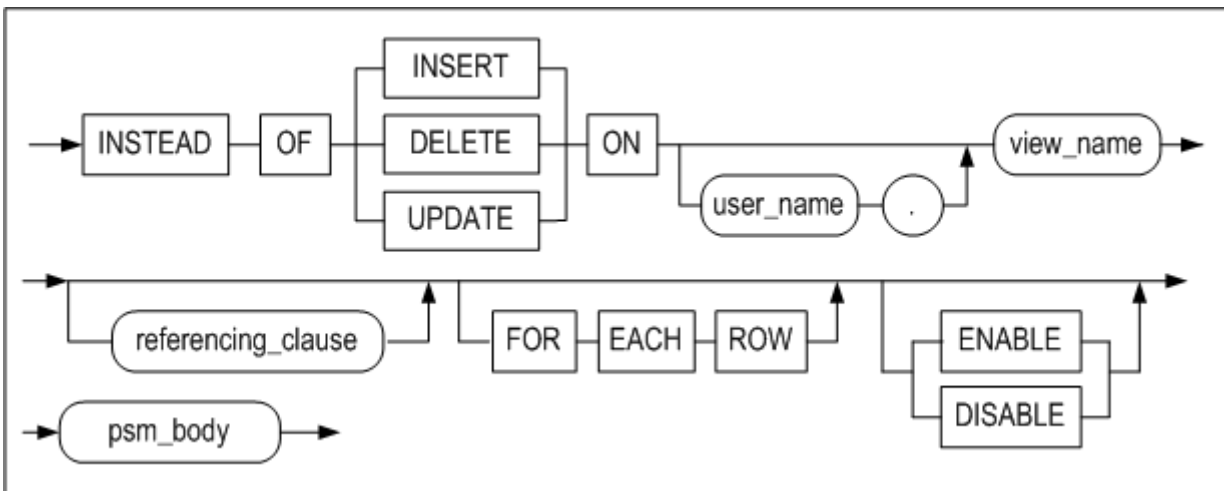 INSERT
INSTEAD OF DELETE ON view_name
UPDATE user_name .
referencing_clause FOR EACH ROW ENABLE
DISABLE
psm_body